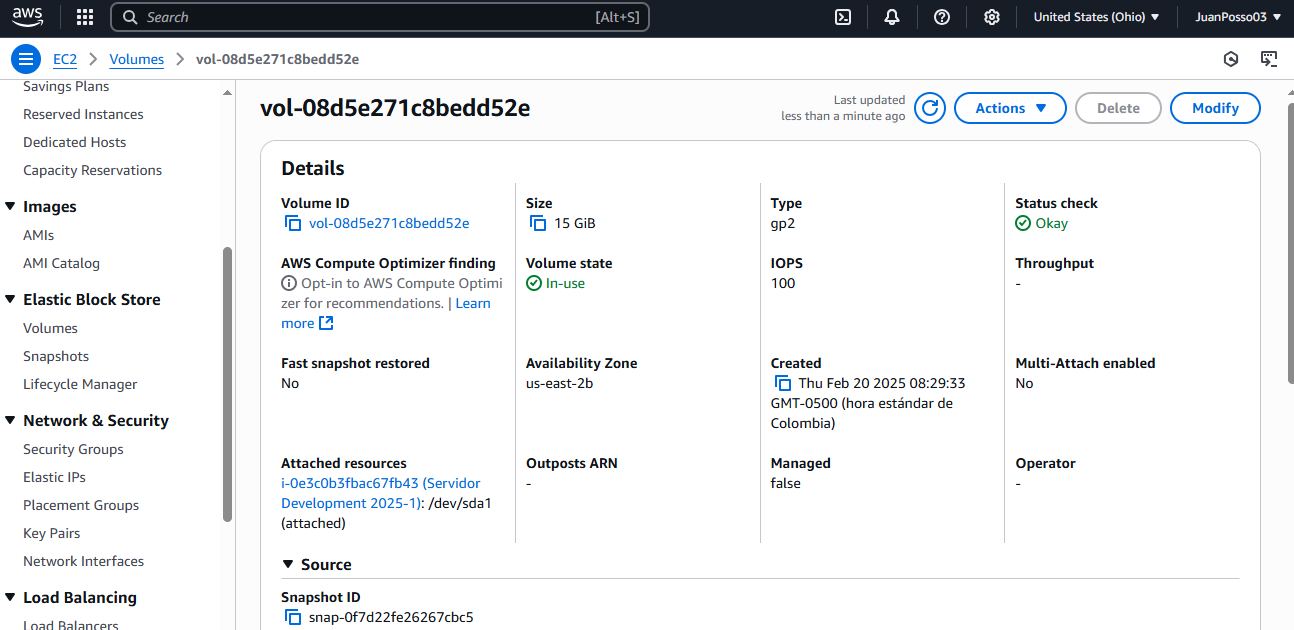 aws
Search
[Alt+S]
United States (Ohio)
JuanPosso03
EC2
Volumes
vol-08d5e271c8bedd52e
Savings Plans
Reserved Instances
Dedicated Hosts
Capacity Reservations
Images
AMIs
AMI Catalog
Elastic Block Store
Volumes
Snapshots
Lifecycle Manager
Network & Security
Security Groups
Elastic IPs
Placement Groups
Key Pairs
Network Interfaces
Load Balancing
Load Balancers
vol-08d5e271c8bedd52e
Last updated
less than a minute ago
Actions
Delete
Modify
Details
Volume ID
vol-08d5e271c8bedd52e
Size
15 GiB
Type
gp2
Status check
Okay
AWS Compute Optimizer finding
Opt-in to AWS Compute Optimi
zer for recommendations. | Learn
more
Volume state
In-use
IOPS
100
Throughput
-
Fast snapshot restored
No
Availability Zone
us-east-2b
Created
Thu Feb 20 2025 08:29:33
GMT-0500 (hora estándar de
Colombia)
Multi-Attach enabled
No
Attached resources
i-0e3c0b3fbac67fb43 (Servidor
Development 2025-1): /dev/sda1
(attached)
Outposts ARN
-
Managed
false
Operator
-
Source
Snapshot ID
snap-0f7d22fe26267cbc5